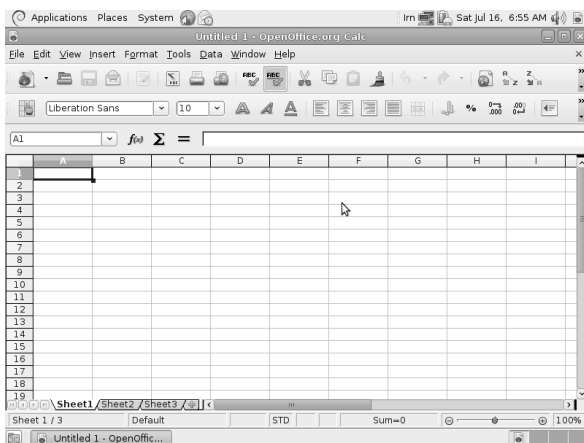 Applications Places System Irn Sat Jul 16, 6:55 AM
Untitled 1 - OpenOffice.org Calc
File Edit View Insert Format Tools Data Window Help
Liberation Sans 10 A A A
A1 f(x) Σ =
A B C D E F G H I
1
2
3
4
5
6
7
8
9
10
11
12
13
14
15
16
17
18
19
Sheet1 Sheet2 Sheet3
Sheet 1 / 3 Default STD Sum=0 100%
Untitled 1 - OpenOffic...